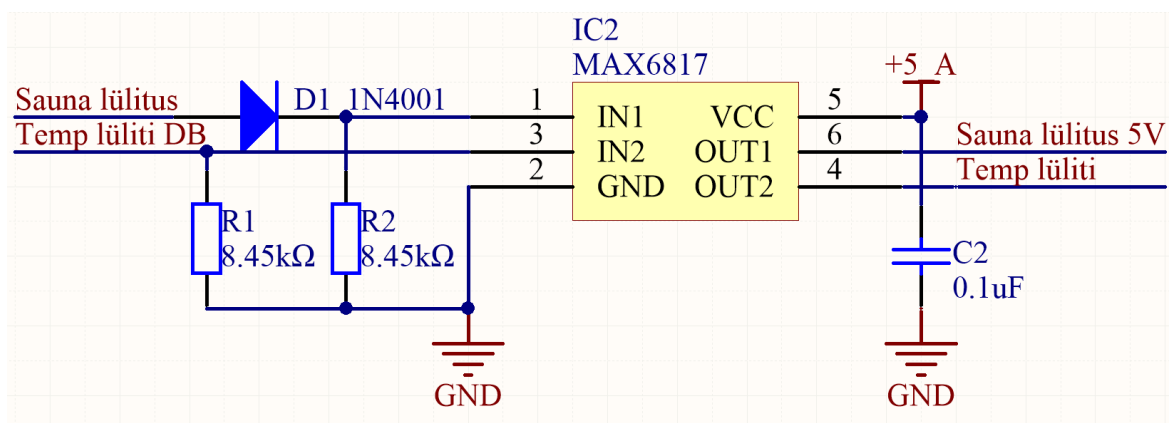 IC2
MAX6817
+5 A
Sauna lülitus
D1 1N4001
1
IN1
VCC
5
Temp lüliti DB
3
IN2
OUT1
6
Sauna lülitus 5V
2
GND
OUT2
4
Temp lüliti
R1
8.45kΩ
R2
8.45kΩ
C2
0.1uF
GND
GND